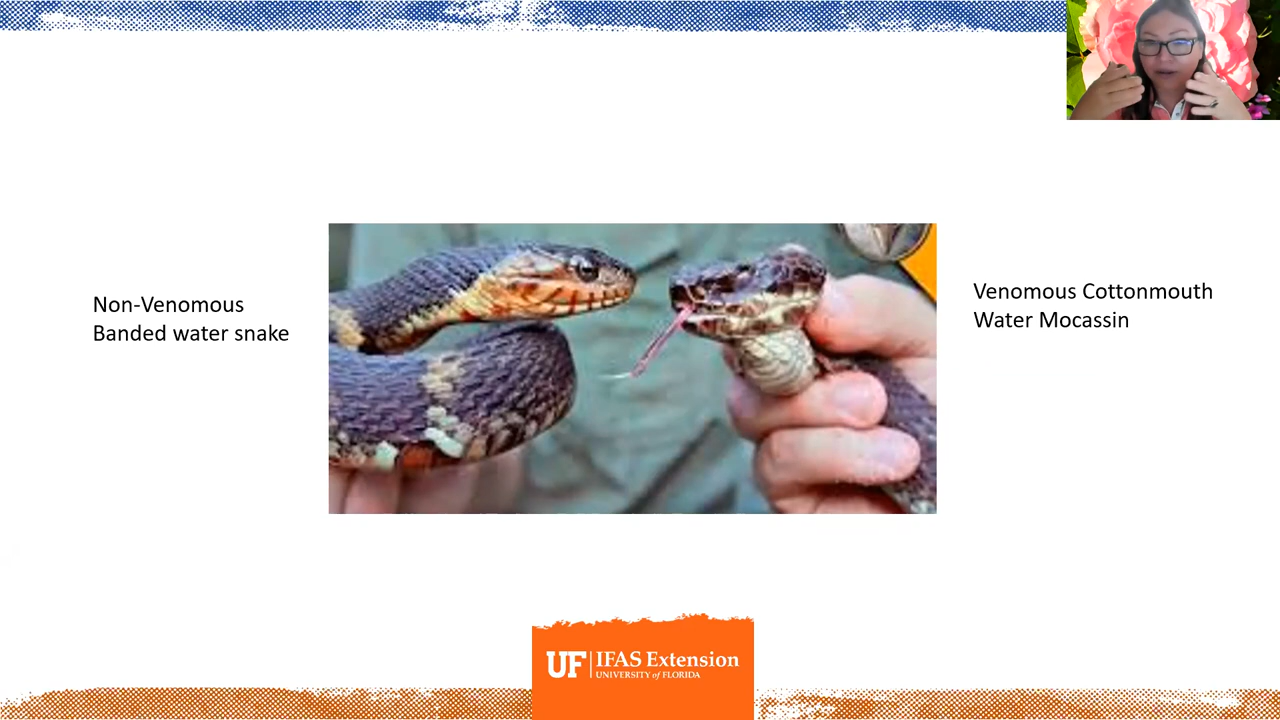 Non-Venomous
Banded water snake
Venomous Cottonmouth
Water Mocassin
UF IFAS Extension
UNIVERSITY of FLORIDA